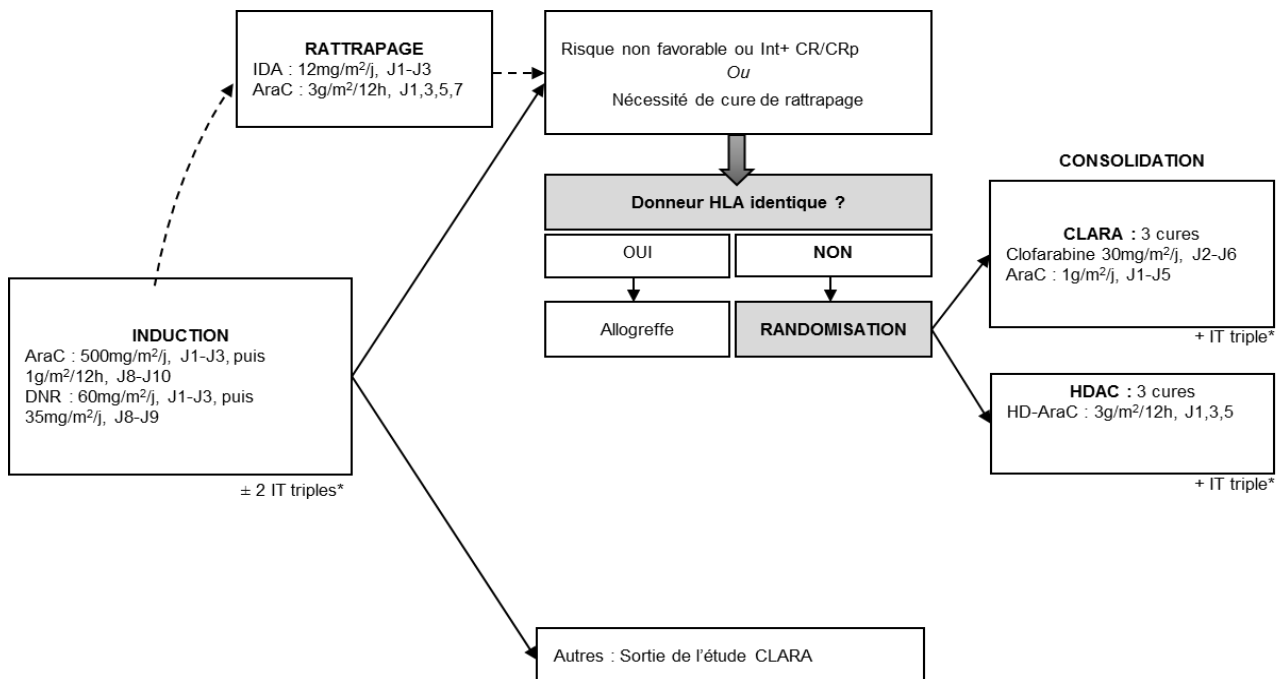 RATTRAPAGE
IDA : 12mg/m²/j, J1-J3
AraC : 3g/m²/12h, J1,3,5,7
Risque non favorable ou Int+ CR/CRp
Ou
Nécessité de cure de rattrapage
Donneur HLA identique ?
OUI
NON
Allogreffe
RANDOMISATION
CONSOLIDATION
CLARA : 3 cures
Clofarabine 30mg/m²/j, J2-J6
AraC : 1g/m²/j, J1-J5
+ IT triple*
HDAC : 3 cures
HD-AraC : 3g/m²/12h, J1,3,5
+ IT triple*
INDUCTION
AraC : 500mg/m²/j, J1-J3, puis
1g/m²/12h, J8-J10
DNR : 60mg/m²/j, J1-J3, puis
35mg/m²/j, J8-J9
± 2 IT triples*
Autres : Sortie de l'étude CLARA